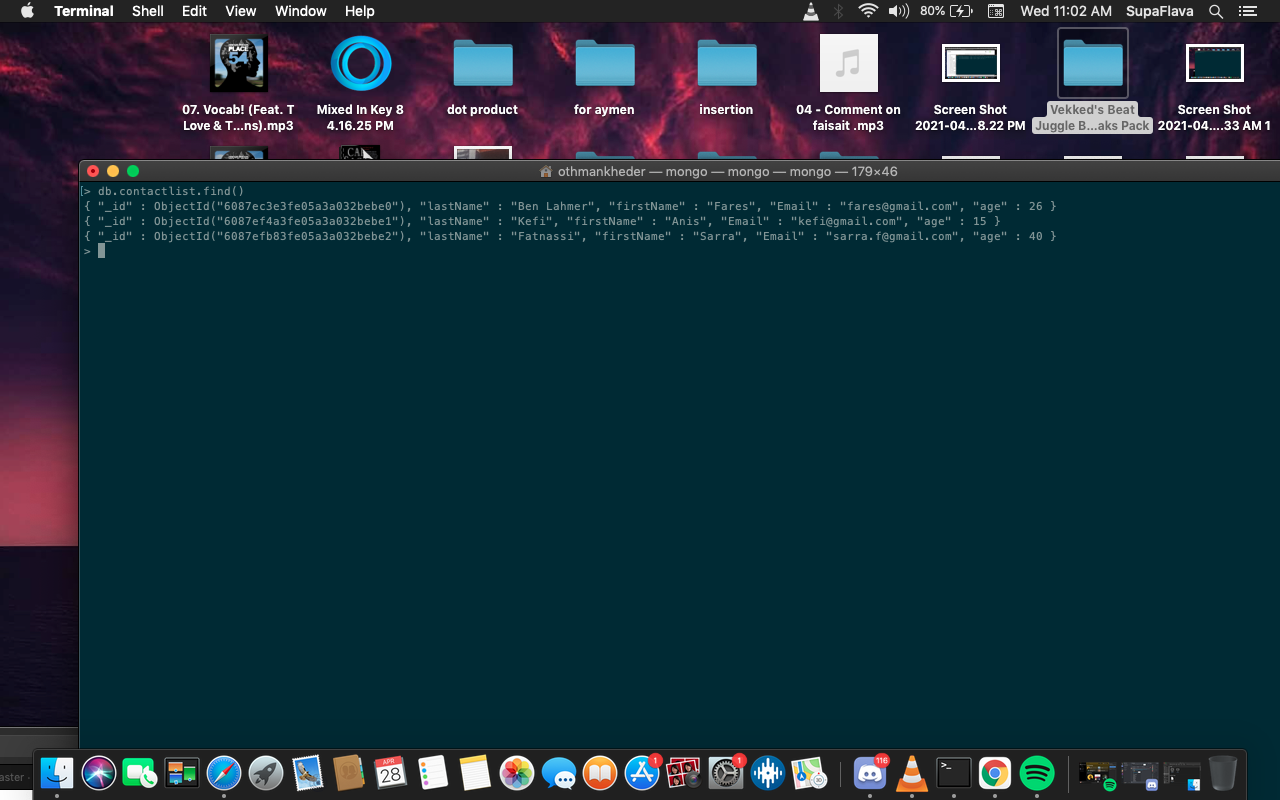 Terminal Shell Edit View Window Help 80% Wed 11:02 AM SupaFlava
PLACE
54
07. Vocab! (Feat. T
Love & T...ns).mp3
Mixed In Key 8
4.16.25 PM
dot product
for aymen
insertion
04 - Comment on
faisait .mp3
Screen Shot
2021-04...8.22 PM
Vekked's Beat
Juggle B...aks Pack
Screen Shot
2021-04....33 AM 1
othmankheder — mongo — mongo — mongo — 179×46
[> db.contactlist.find()
{ "_id" : ObjectId("6087ec3e3fe05a3a032bebe0"), "lastName" : "Ben Lahmer", "firstName" : "Fares", "Email" : "fares@gmail.com", "age" : 26 }
{ "_id" : ObjectId("6087ef4a3fe05a3a032bebe1"), "lastName" : "Kefi", "firstName" : "Anis", "Email" : "kefi@gmail.com", "age" : 15 }
{ "_id" : ObjectId("6087efb83fe05a3a032bebe2"), "lastName" : "Fatnassi", "firstName" : "Sarra", "Email" : "sarra.f@gmail.com", "age" : 40 }
>
aster
APR
28
1
1
116
>_